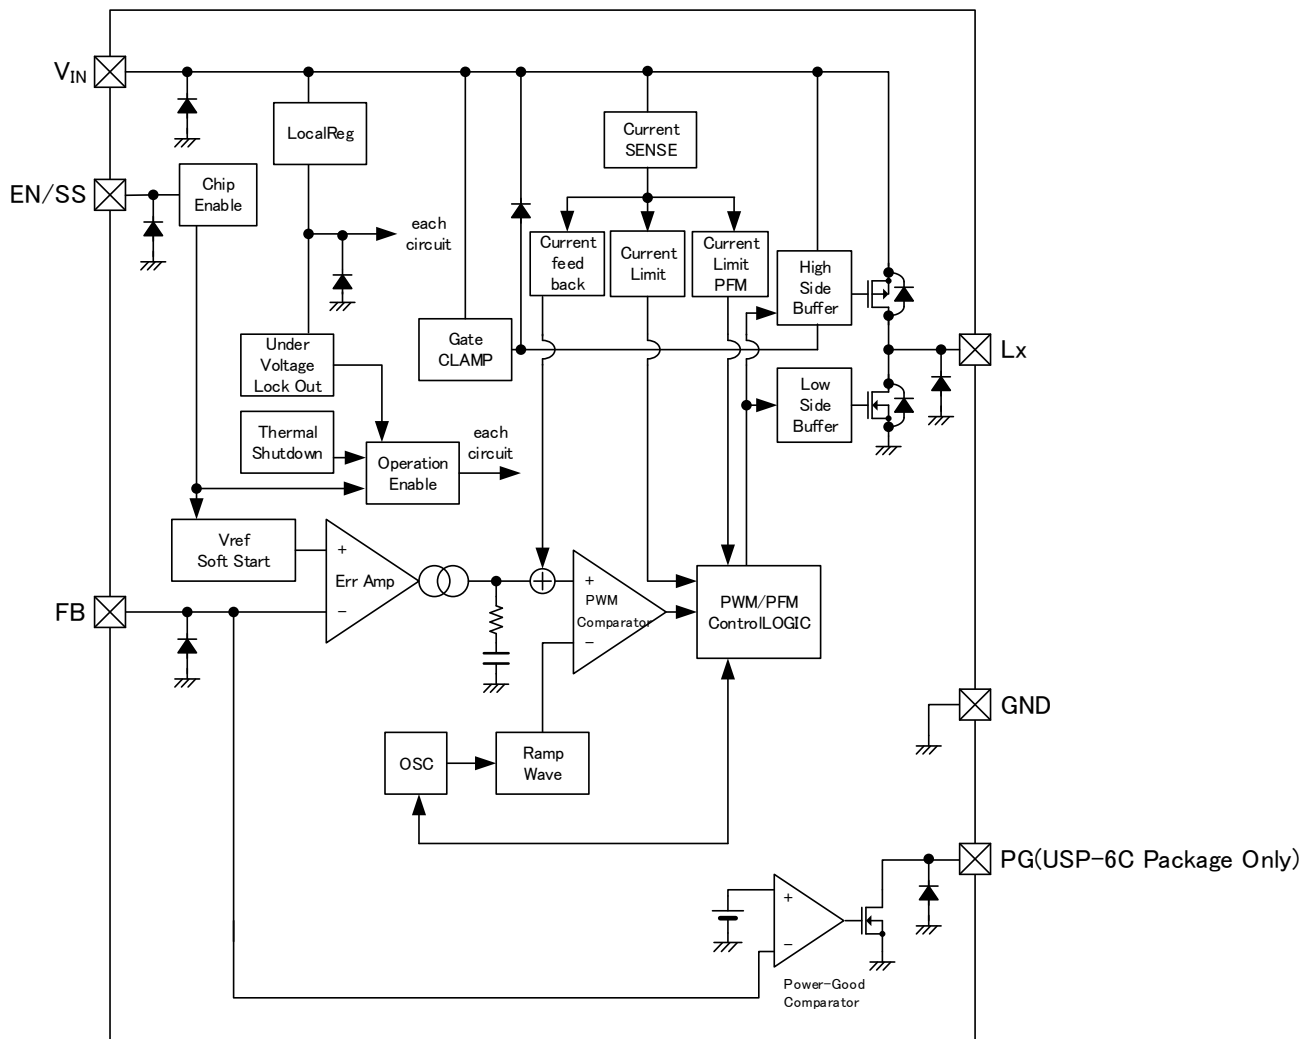 VIN
LocalReg
Current
SENSE
EN/SS
Chip
Enable
each
circuit
Current
feed
back
Current
Limit
Current
Limit
PFM
High
Side
Buffer
Under
Voltage
Lock Out
Gate
CLAMP
Lx
Low
Side
Buffer
Thermal
Shutdown
Operation
Enable
each
circuit
Vref
Soft Start
+
Err Amp
−
+
PWM
Comparator
−
PWM/PFM
ControlLOGIC
FB
GND
OSC
Ramp
Wave
PG(USP-6C Package Only)
+
−
Power-Good
Comparator